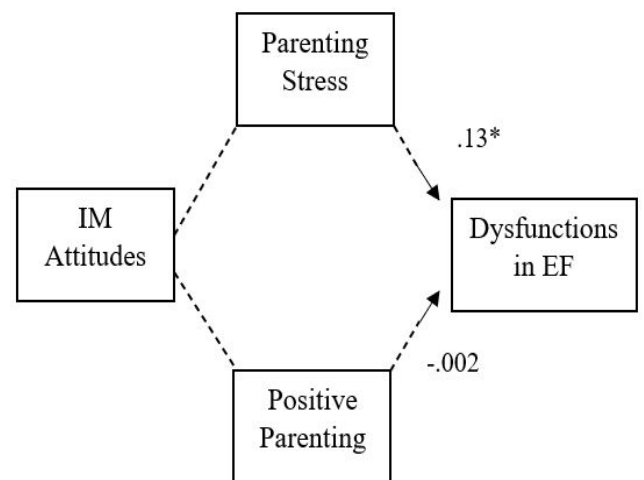 Parenting
Stress
.13*
IM
Attitudes
Dysfunctions
in EF
-.002
Positive
Parenting